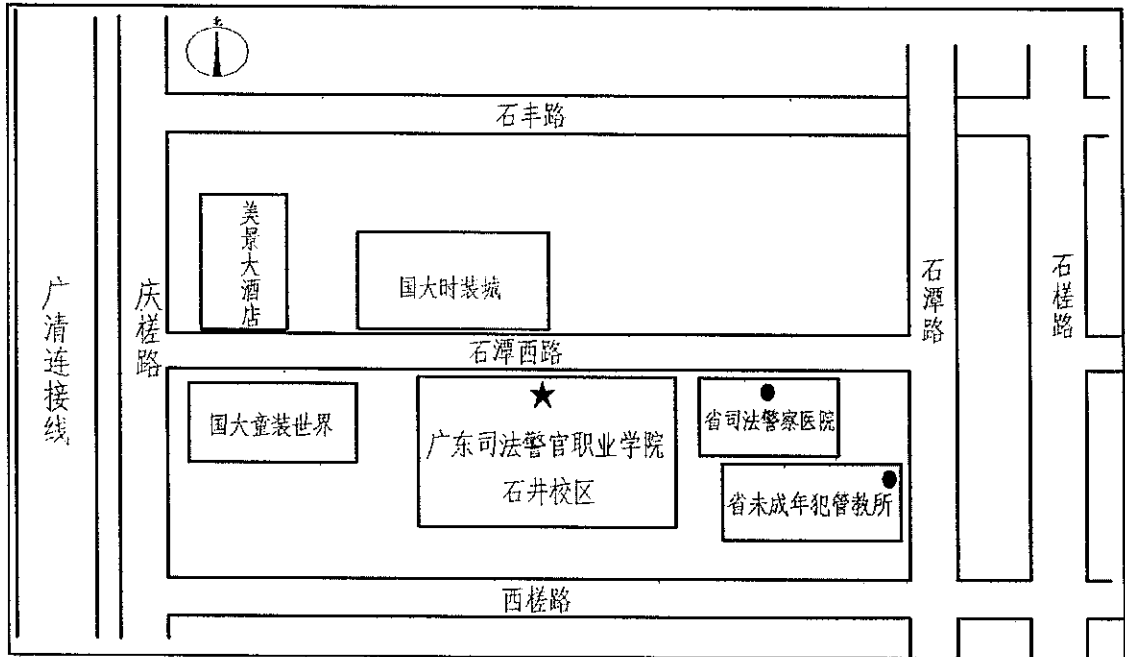 北
石丰路
美景大酒店
国大时装城
广清连接线
庆槎路
石潭路
石槎路
石潭西路
国大童装世界
广东司法警官职业学院
石井校区
省司法警察医院
省未成年犯管教所
西槎路